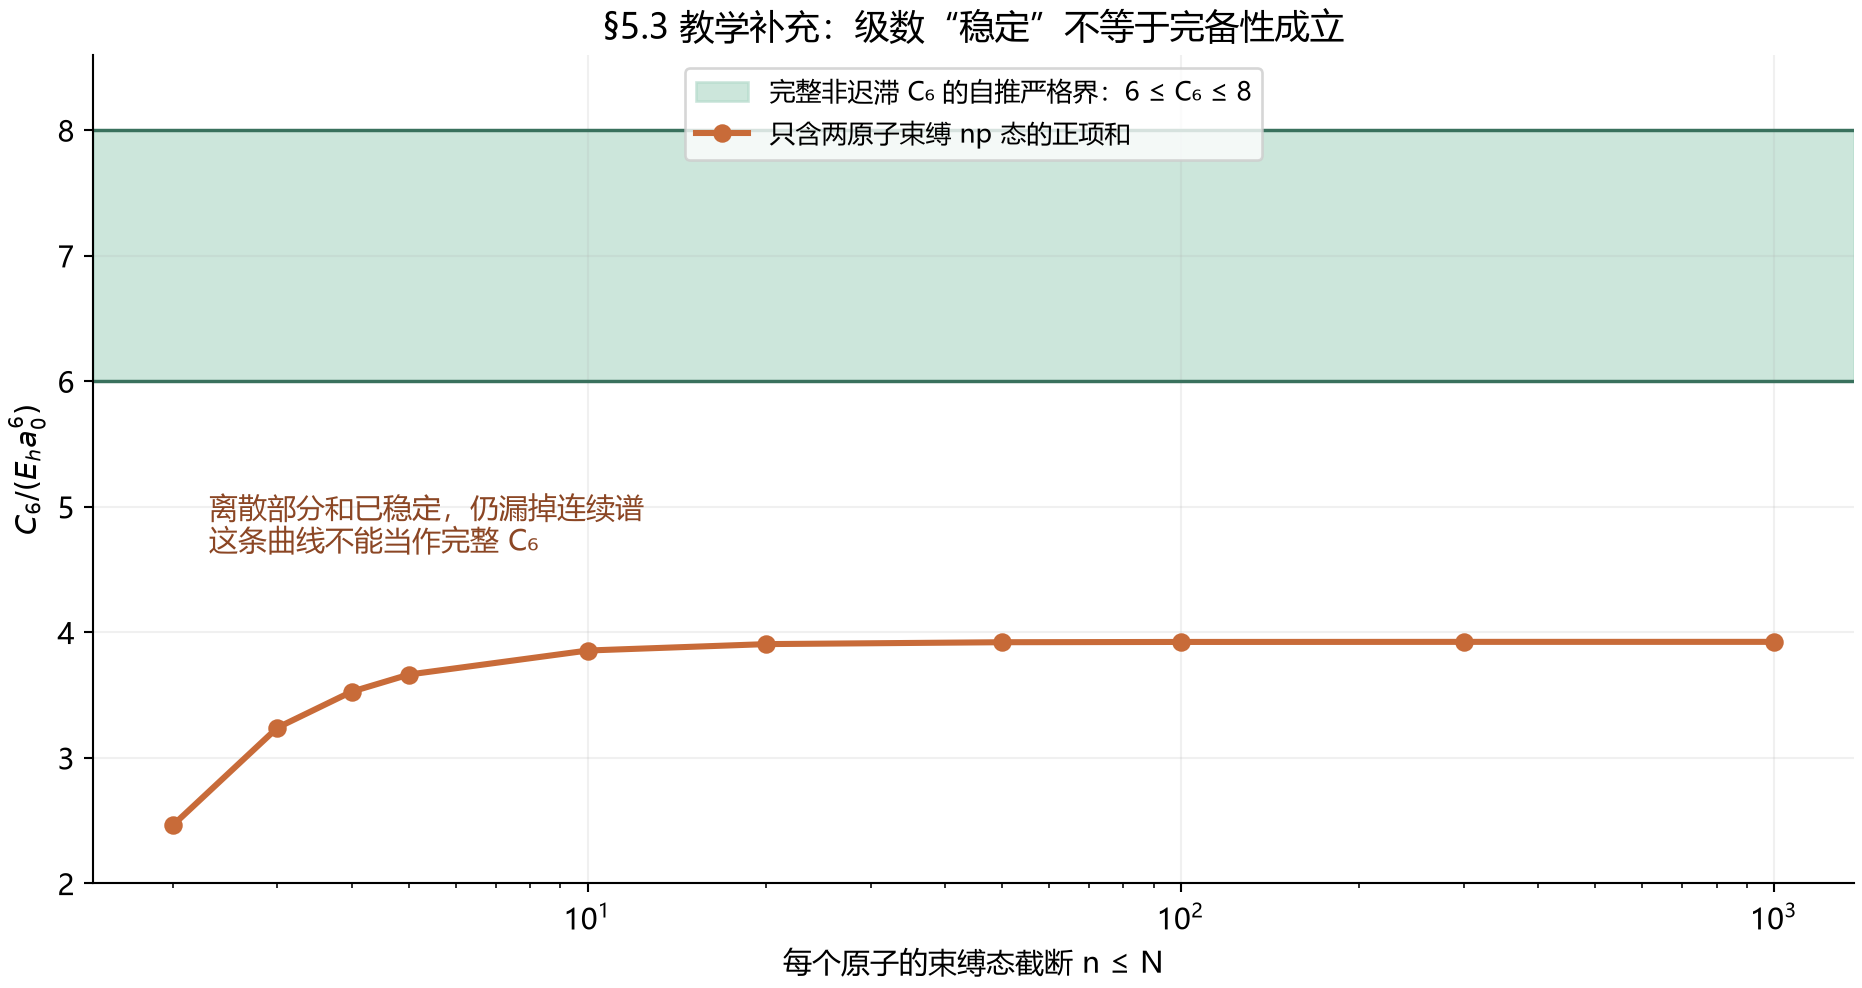 §5.3 教学补充：级数“稳定”不等于完备性成立
完整非迟滞 C₆ 的自推严格界：6 ≤ C₆ ≤ 8
只含两原子束缚 np 态的正项和
8
7
6
5
4
3
2
C₆/(Eₕa₀⁶)
离散部分和已稳定，仍漏掉连续谱
这条曲线不能当作完整 C₆
10¹
10²
10³
每个原子的束缚态截断 n ≤ N